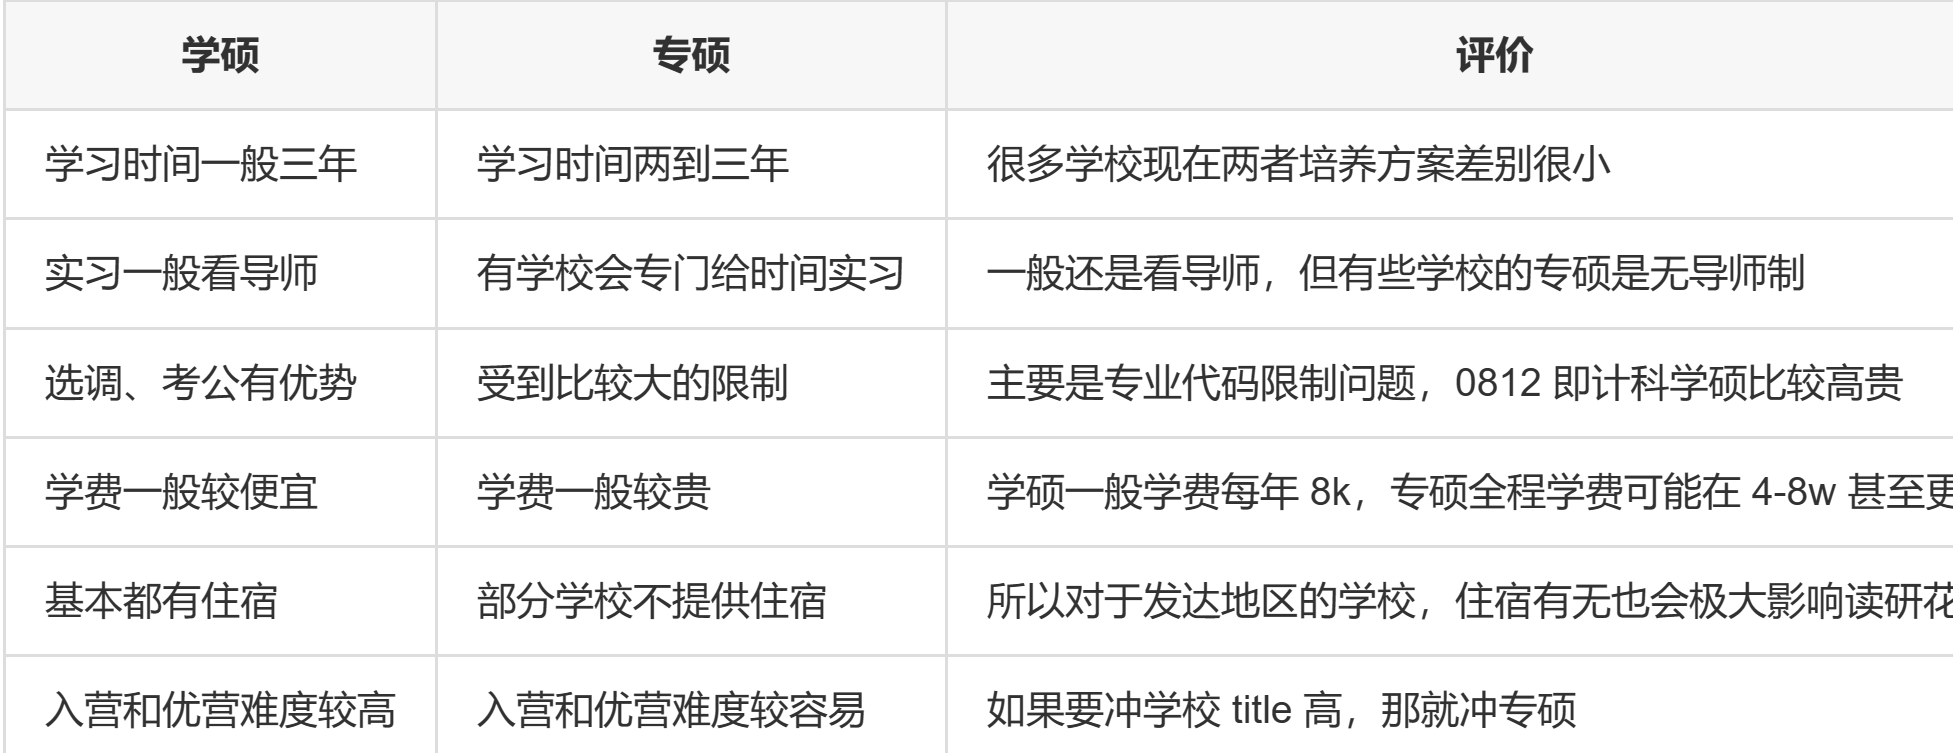 学硕 专硕 评价
学习时间一般三年 学习时间两到三年 很多学校现在两者培养方案差别很小
实习一般看导师 有学校会专门给时间实习 一般还是看导师，但有些学校的专硕是无导师制
选调、考公有优势 受到比较大的限制 主要是专业代码限制问题，0812 即计科学硕比较高贵
学费一般较便宜 学费一般较贵 学硕一般学费每年 8k，专硕全程学费可能在 4-8w 甚至更
基本都有住宿 部分学校不提供住宿 所以对于发达地区的学校，住宿有无也会极大影响读研花
入营和优营难度较高 入营和优营难度较容易 如果要冲学校 title 高，那就冲专硕